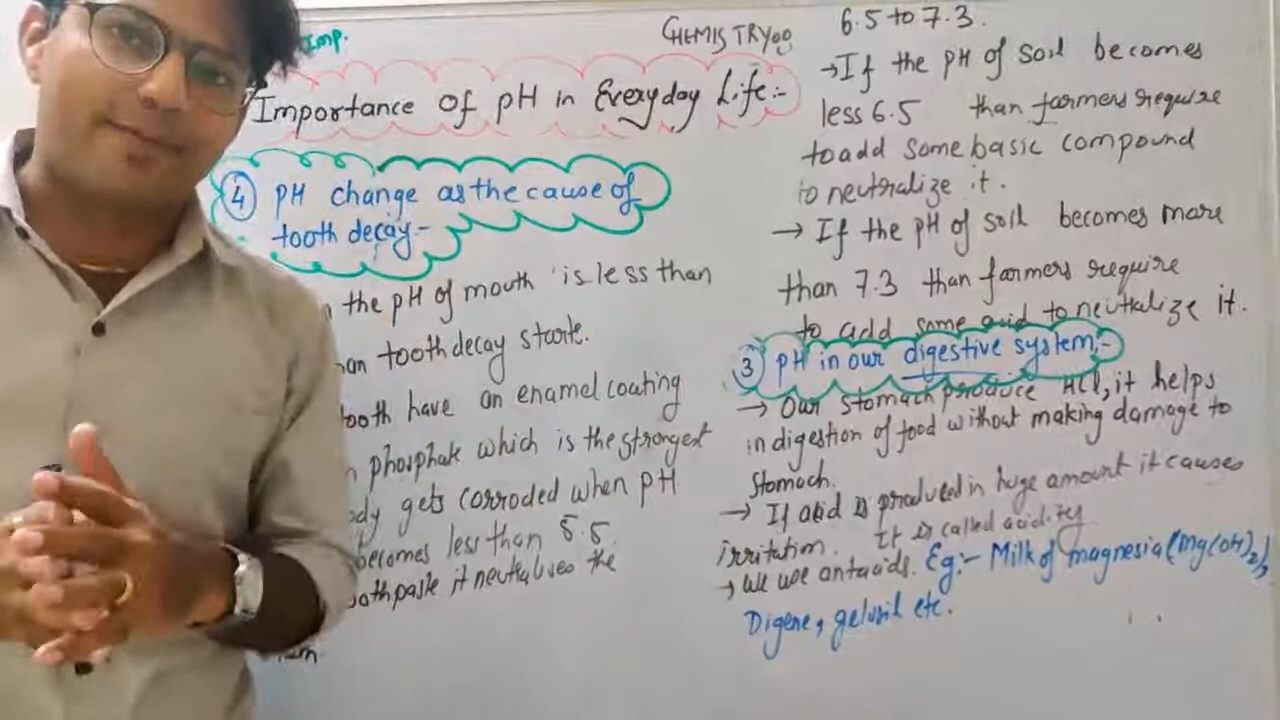 Imp.
CHEMISTRY
Importance of pH in Everyday Life:-
④ pH change as the cause of
tooth decay-
the pH of mouth is less than
tooth decay starts.
tooth have an enamel coating
phosphate which is the strongest
gets corroded when pH
becomes less than 5.5
it neutralises the
6.5 to 7.3.
→ If the pH of soil becomes
less 6.5 than farmers require
to add some basic compound
to neutralize it.
→ If the pH of soil becomes more
than 7.3 than farmers require
to add some acid to neutralize it.
③ pH in our digestive system:-
→ Our stomach produce HCl, it helps
in digestion of food without making damage to
stomach.
→ If acid is produced in huge amount it causes
irritation. It is called acidity
→ We use antacids. Eg:- Milk of magnesia (Mg(OH)2),
Digene, gelusil etc.